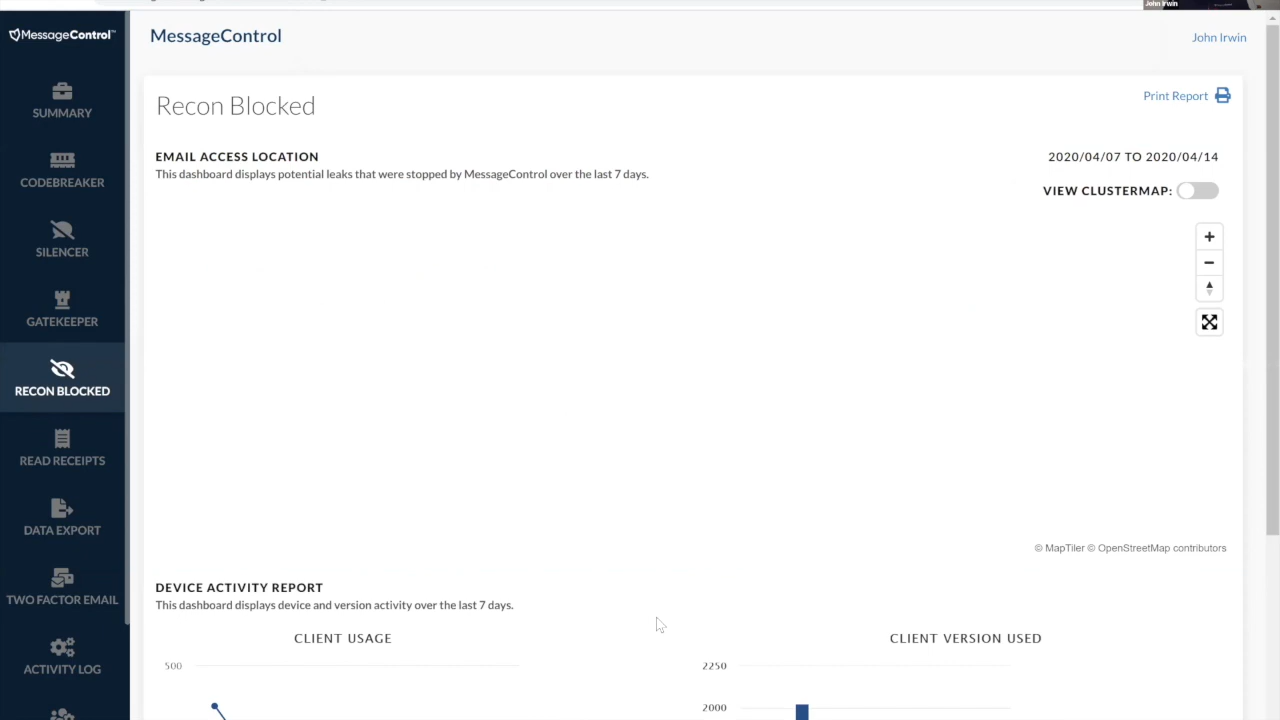 John Irwin
MessageControl™
MessageControl
John Irwin
SUMMARY
CODEBREAKER
SILENCER
GATEKEEPER
RECON BLOCKED
READ RECEIPTS
DATA EXPORT
TWO FACTOR EMAIL
ACTIVITY LOG
Recon Blocked
Print Report
EMAIL ACCESS LOCATION
2020/04/07 TO 2020/04/14
This dashboard displays potential leaks that were stopped by MessageControl over the last 7 days.
VIEW CLUSTERMAP:
© MapTiler © OpenStreetMap contributors
DEVICE ACTIVITY REPORT
This dashboard displays device and version activity over the last 7 days.
CLIENT USAGE
500
CLIENT VERSION USED
2250
2000